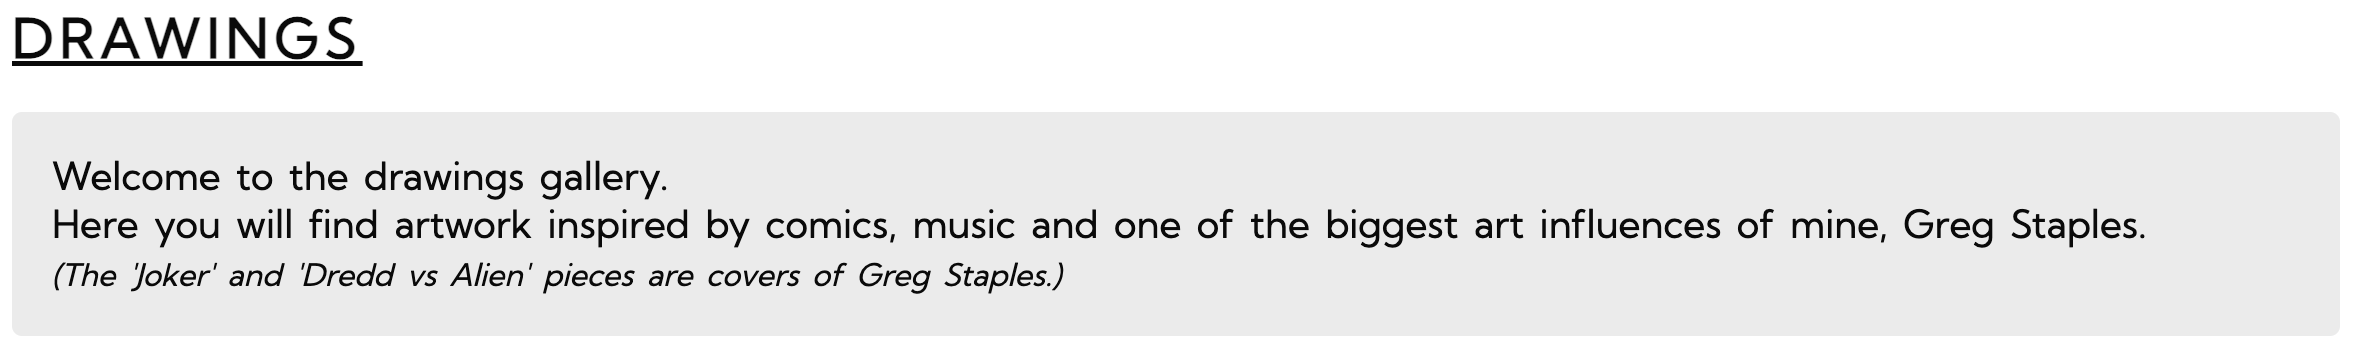 DRAWINGS
Welcome to the drawings gallery.
Here you will find artwork inspired by comics, music and one of the biggest art influences of mine, Greg Staples.
(The 'Joker' and 'Dredd vs Alien' pieces are covers of Greg Staples.)